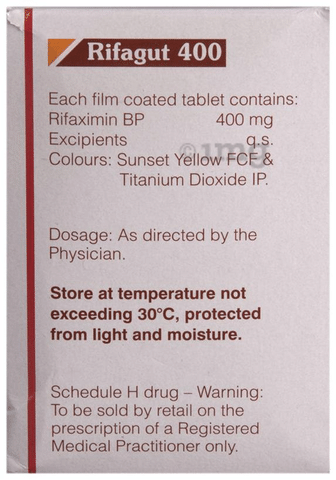 Rifagut 400
Each film coated tablet contains:
Rifaximin BP 400 mg
Excipients q.s.
Colours: Sunset Yellow FCF &
Titanium Dioxide IP.
1mg
Dosage: As directed by the
Physician.
Store at temperature not
exceeding 30°C, protected
from light and moisture.
Schedule H drug – Warning:
To be sold by retail on the
prescription of a Registered
Medical Practitioner only.